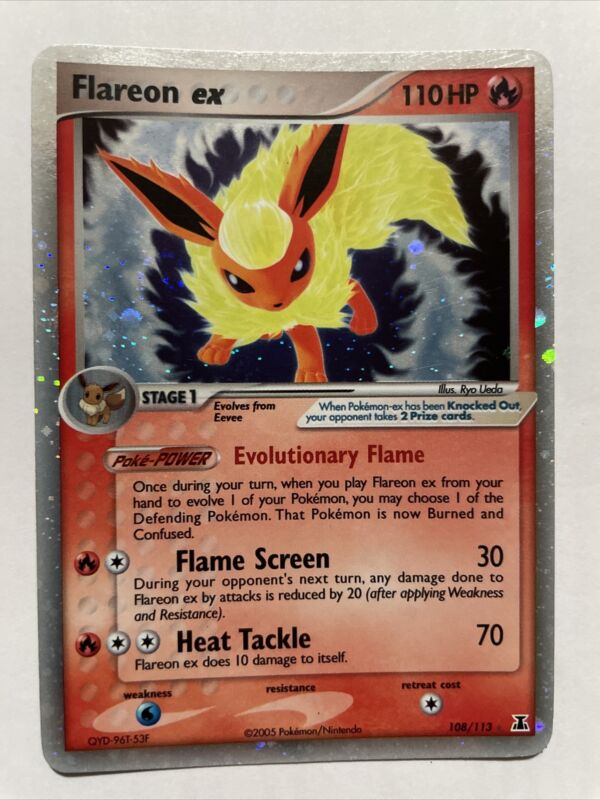 Flareon ex 110 HP
Illus. Ryo Ueda
STAGE 1
Evolves from
Eevee
When Pokémon-ex has been Knocked Out,
your opponent takes 2 Prize cards.
Poké-POWER Evolutionary Flame
Once during your turn, when you play Flareon ex from your
hand to evolve 1 of your Pokémon, you may choose 1 of the
Defending Pokémon. That Pokémon is now Burned and
Confused.
Flame Screen 30
During your opponent's next turn, any damage done to
Flareon ex by attacks is reduced by 20 (after applying Weakness
and Resistance).
Heat Tackle 70
Flareon ex does 10 damage to itself.
weakness resistance retreat cost
QYD-96T-53F ©2005 Pokémon/Nintendo 108/113